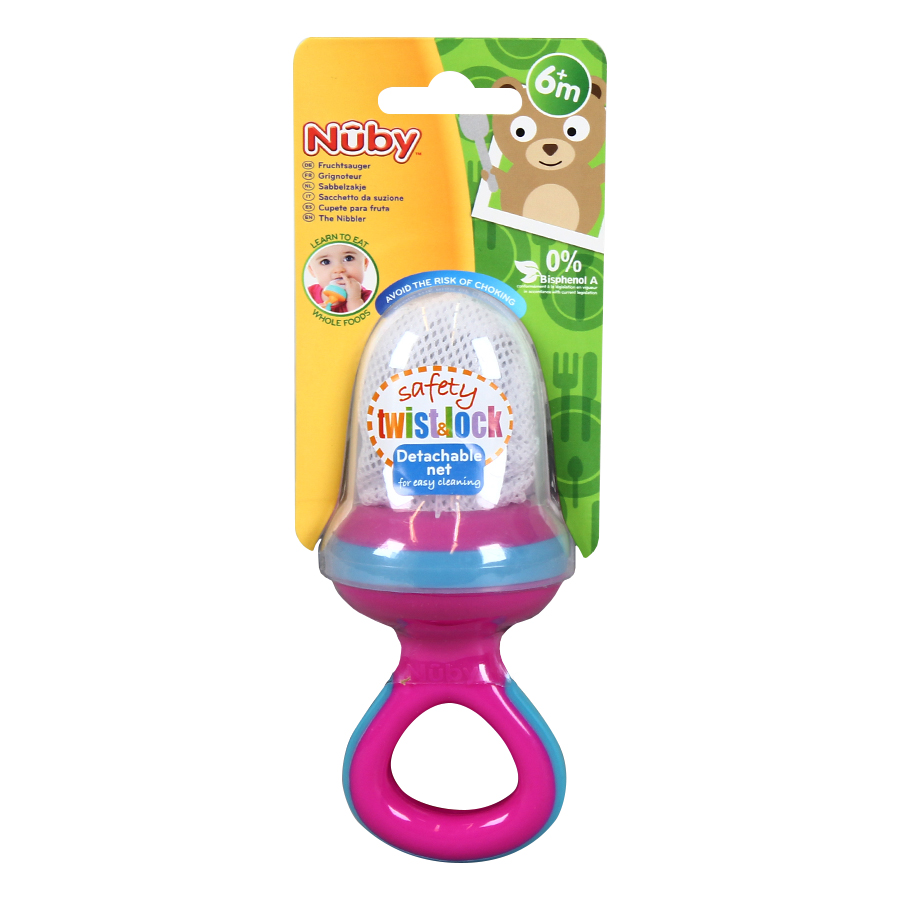 6+m
Nûby™
DE Fruchtsauger
FR Grignoteur
NL Sabbelzakje
IT Sacchetto da suzione
ES Cupete para fruta
EN The Nibbler
LEARN TO EAT
WHOLE FOODS
0%
Bisphenol A
AVOID THE RISK OF CHOKING
safety
twist&lock
Detachable
net
for easy cleaning
Nûby